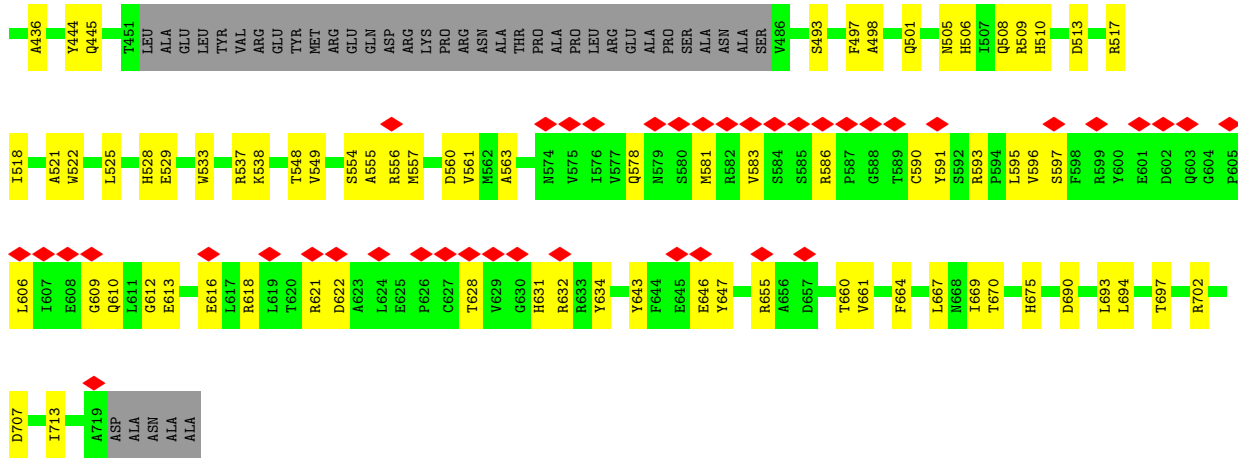 A436 Y444 Q445 T451 LEU ALA GLU LEU TYR VAL ARG GLU TYR MET ARG GLU GLN ASP ARG LYS PRO ARG ASN ALA THR PRO ALA PRO LEU ARG GLU ALA PRO SER ALA ASN ALA SER V486 S493 F497 A498 Q501 N505 H506 I507 Q508 R509 H510 D513 R517
I518 A521 W522 L525 H528 E529 W533 R537 K538 T548 V549 S554 A555 R556 M557 D560 V561 M562 A563 N574 V575 I576 V577 Q578 N579 S580 M581 R582 V583 S584 S585 R586 P587 G588 T589 C590 Y591 S592 R593 P594 L595 V596 S597 F598 R599 Y600 E601 D602 Q603 G604 P605
L606 I607 E608 G609 Q610 L611 G612 E613 E616 L617 R618 L619 T620 R621 D622 A623 L624 E625 P626 C627 T628 V629 G630 H631 R632 R633 Y634 Y643 F644 E645 E646 Y647 R655 A656 D657 T660 V661 F664 L667 N668 I669 T670 H675 D690 L693 L694 T697 R702
D707 I713 A719 ASP ALA ASN ALA ALA